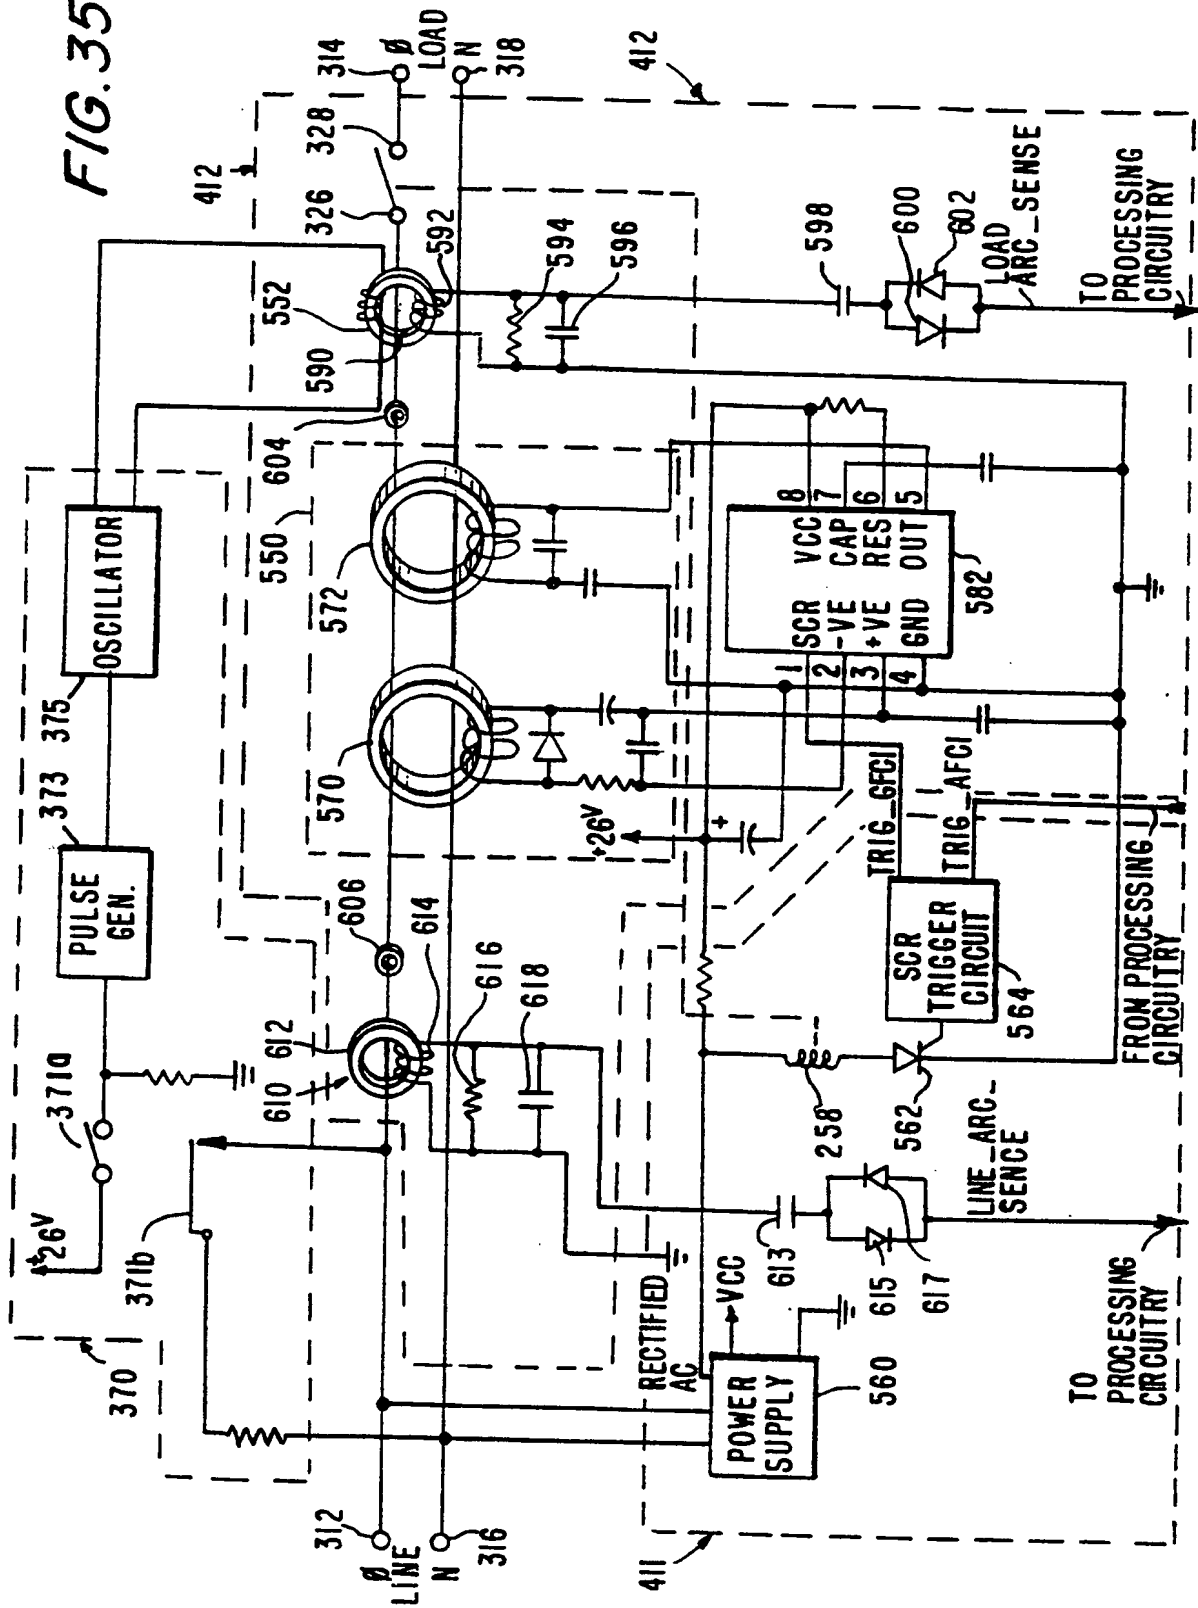 FIG. 35
370
+26V
371a
373
375
PULSE
GEN.
OSCILLATOR
371b
412
412
610
612
606
614
616
618
570
572
550
604
590
552
592
594
596
326
328
314
Ø
LOAD
N
318
312
Ø
LINE
N
316
411
RECTIFIED
AC
VCC
POWER
SUPPLY
560
613
615
617
LINE_ARC_
SENCE
TO
PROCESSING
CIRCUITRY
258
562
SCR
TRIGGER
CIRCUIT
564
TRIG_GFCI
TRIG_AFCI
FROM PROCESSING
CIRCUITRY
+26V
+
1 SCR VCC 8
2 -VE CAP 7
3 +VE RES 6
4 GND OUT 5
582
598
600
602
LOAD
ARC_SENSE
TO
PROCESSING
CIRCUITRY